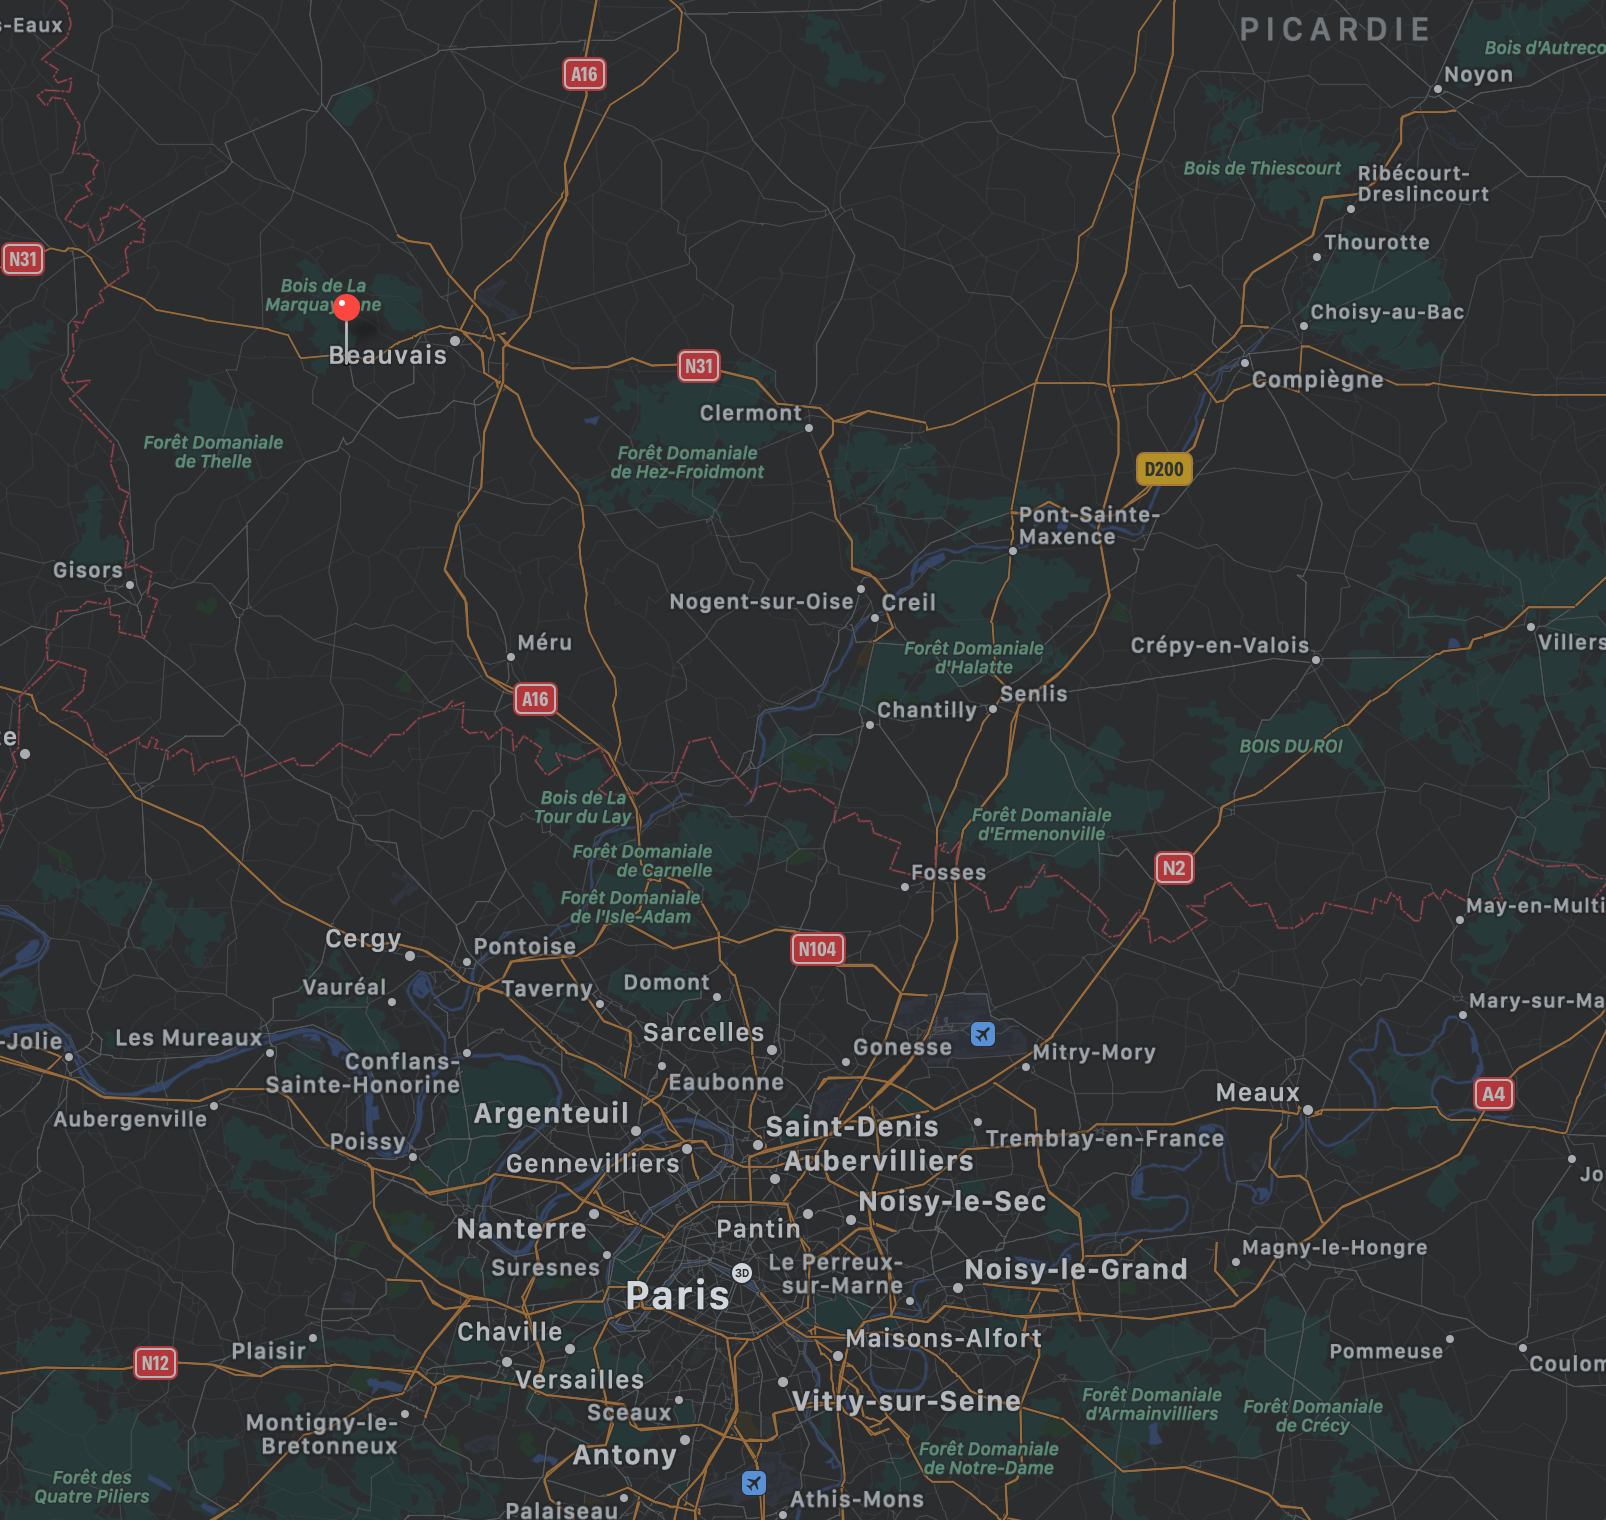 s-Eaux
PICARDIE
Bois d'Autreco
Noyon
A16
Bois de Thiescourt
Ribécourt-
Dreslincourt
Thourotte
N31
Bois de La
Beauvais
Choisy-au-Bac
N31
Compiègne
Clermont
Forêt Domaniale
de Thelle
Forêt Domaniale
de Hez-Froidmont
D200
Pont-Sainte-
Maxence
Gisors
Nogent-sur-Oise
Creil
Méru
Forêt Domaniale
d'Halatte
Crépy-en-Valois
Villers
A16
Senlis
Chantilly
te
BOIS DU ROI
Bois de La
Tour du Lay
Forêt Domaniale
d'Ermenonville
Forêt Domaniale
de Carnelle
N2
Fosses
Forêt Domaniale
de l'Isle-Adam
May-en-Multi
Cergy
Pontoise
N104
Vauréal
Taverny
Domont
Mary-sur-Ma
-Jolie
Les Mureaux
Sarcelles
Gonesse
Mitry-Mory
Conflans-
Sainte-Honorine
Eaubonne
Meaux
A4
Aubergenville
Argenteuil
Saint-Denis
Poissy
Tremblay-en-France
Gennevilliers
Aubervilliers
Jo
Noisy-le-Sec
Nanterre
Pantin
Suresnes
3D
Le Perreux-
sur-Marne
Magny-le-Hongre
Noisy-le-Grand
Paris
Chaville
Maisons-Alfort
Plaisir
N12
Pommeuse
Coulom
Versailles
Vitry-sur-Seine
Sceaux
Forêt Domaniale
d'Armainvilliers
Forêt Domaniale
de Crécy
Montigny-le-
Bretonneux
Antony
Forêt Domaniale
de Notre-Dame
Forêt des
Quatre Piliers
Athis-Mons
Palaiseau